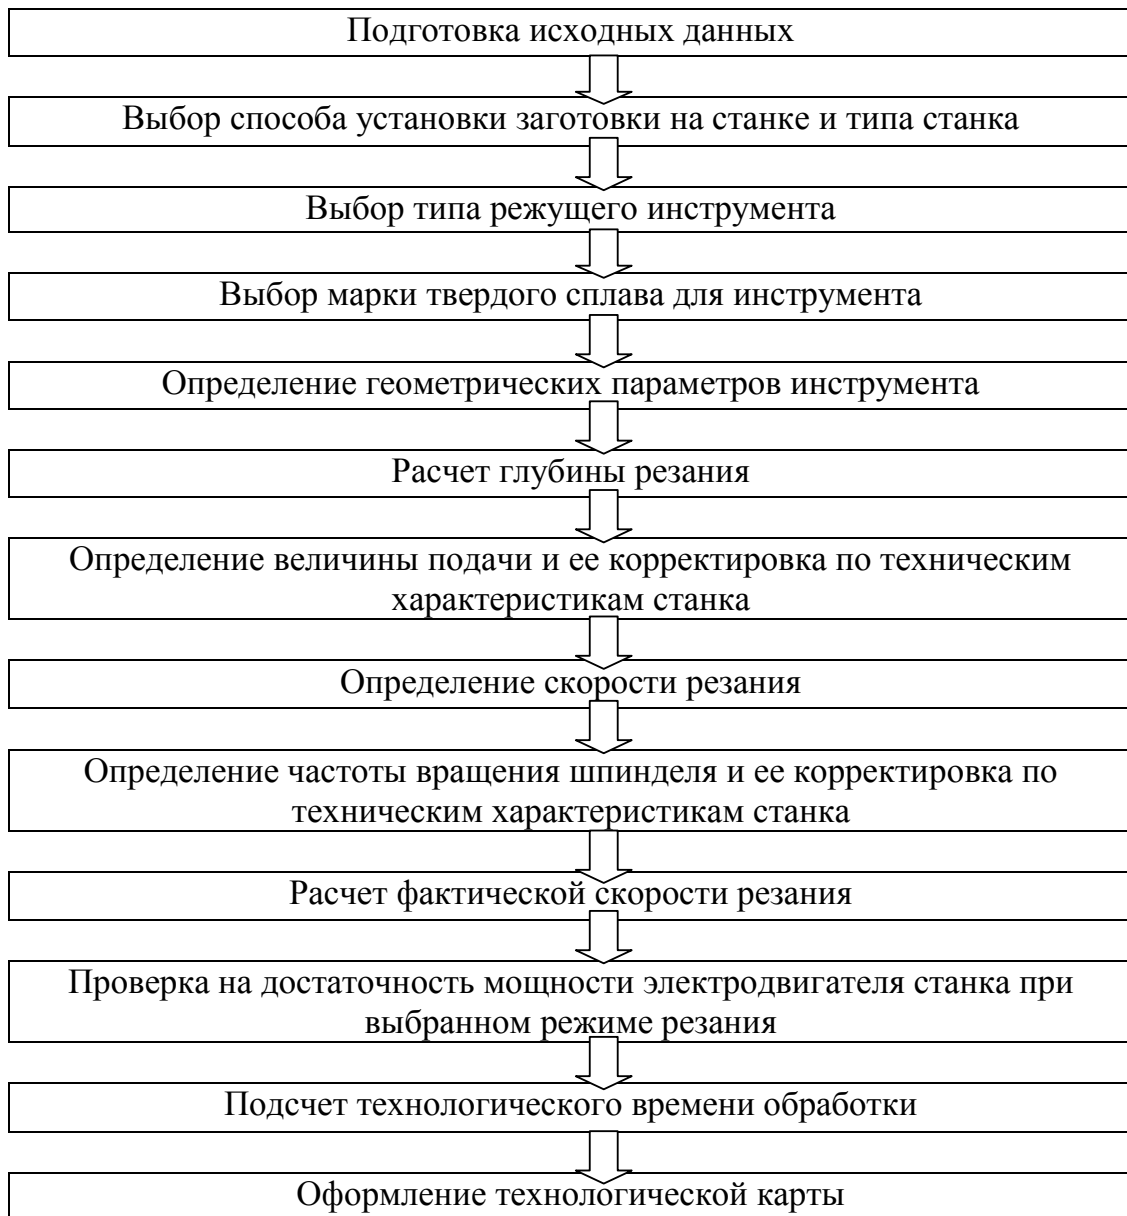 Подготовка исходных данных
Выбор способа установки заготовки на станке и типа станка
Выбор типа режущего инструмента
Выбор марки твердого сплава для инструмента
Определение геометрических параметров инструмента
Расчет глубины резания
Определение величины подачи и ее корректировка по техническим
характеристикам станка
Определение скорости резания
Определение частоты вращения шпинделя и ее корректировка по
техническим характеристикам станка
Расчет фактической скорости резания
Проверка на достаточность мощности электродвигателя станка при
выбранном режиме резания
Подсчет технологического времени обработки
Оформление технологической карты